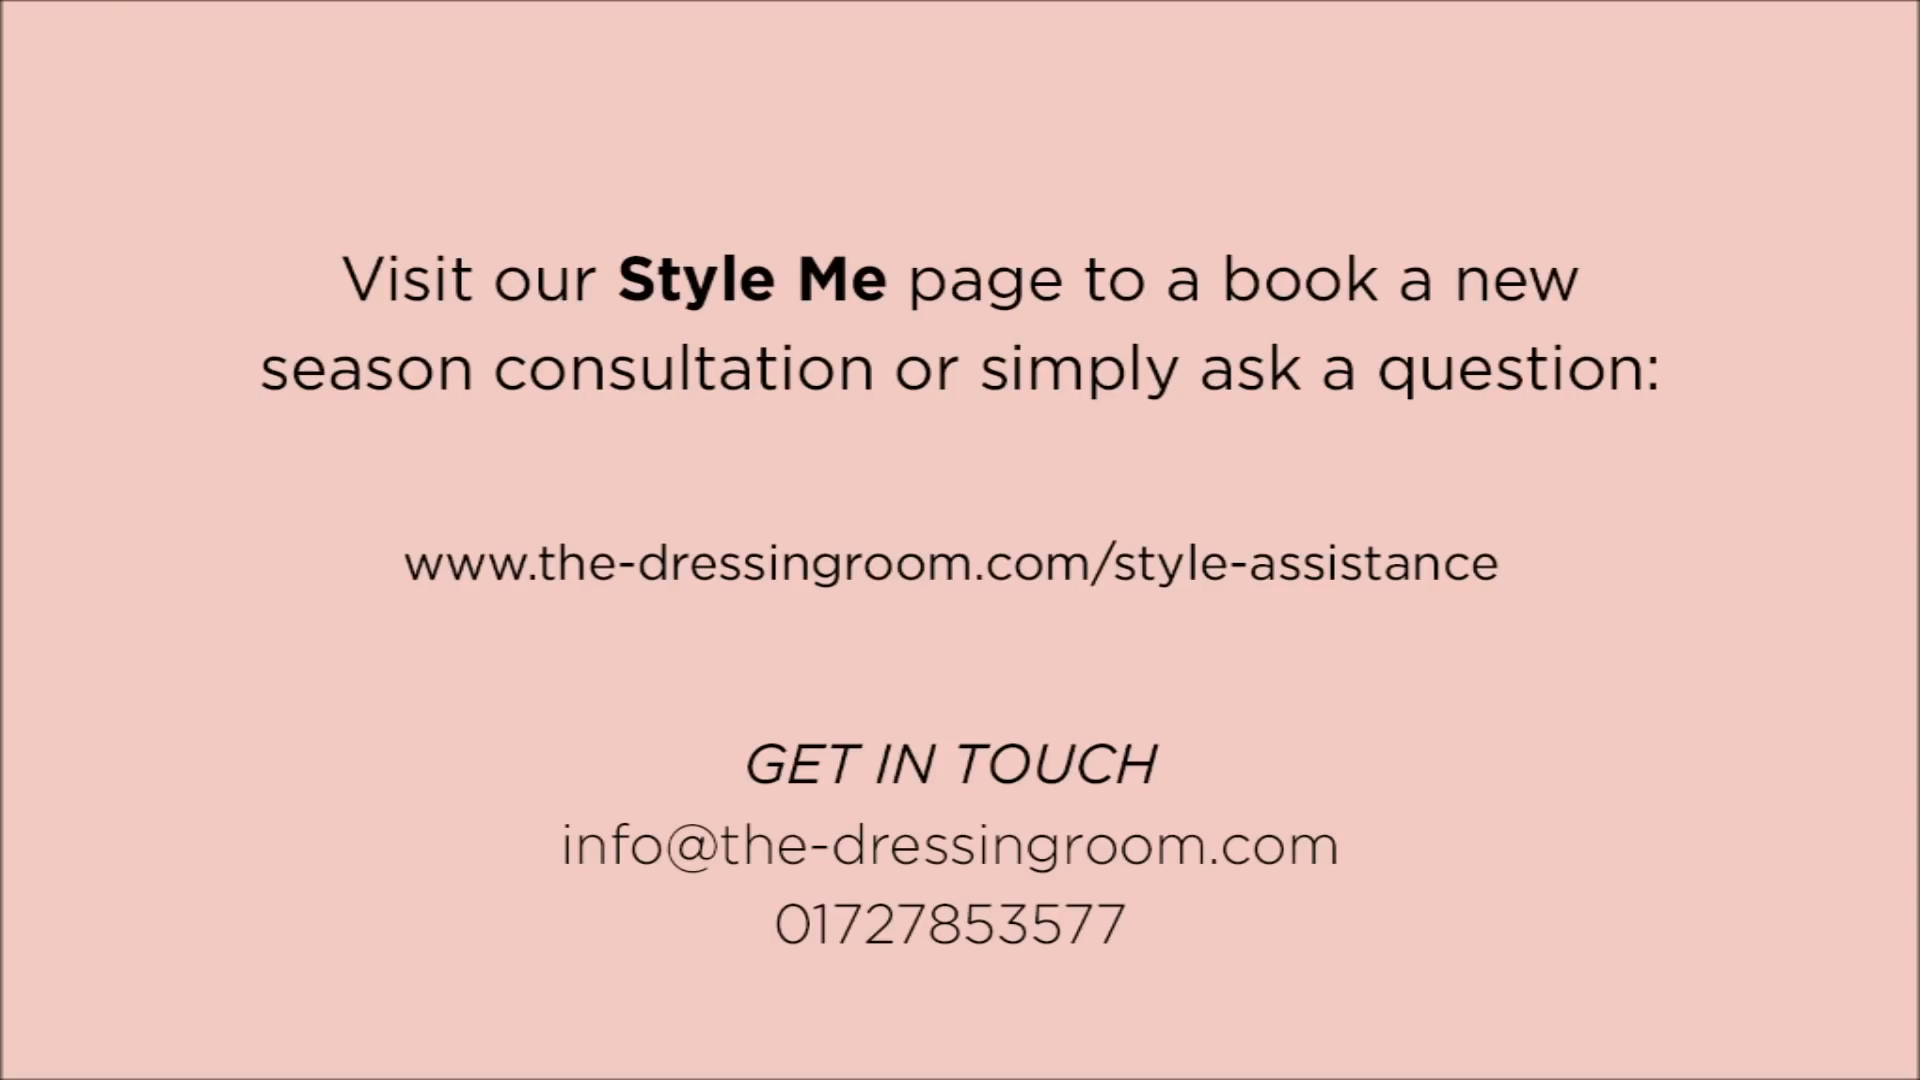 Visit our Style Me page to a book a new
season consultation or simply ask a question:
www.the-dressingroom.com/style-assistance
GET IN TOUCH
info@the-dressingroom.com
01727853577